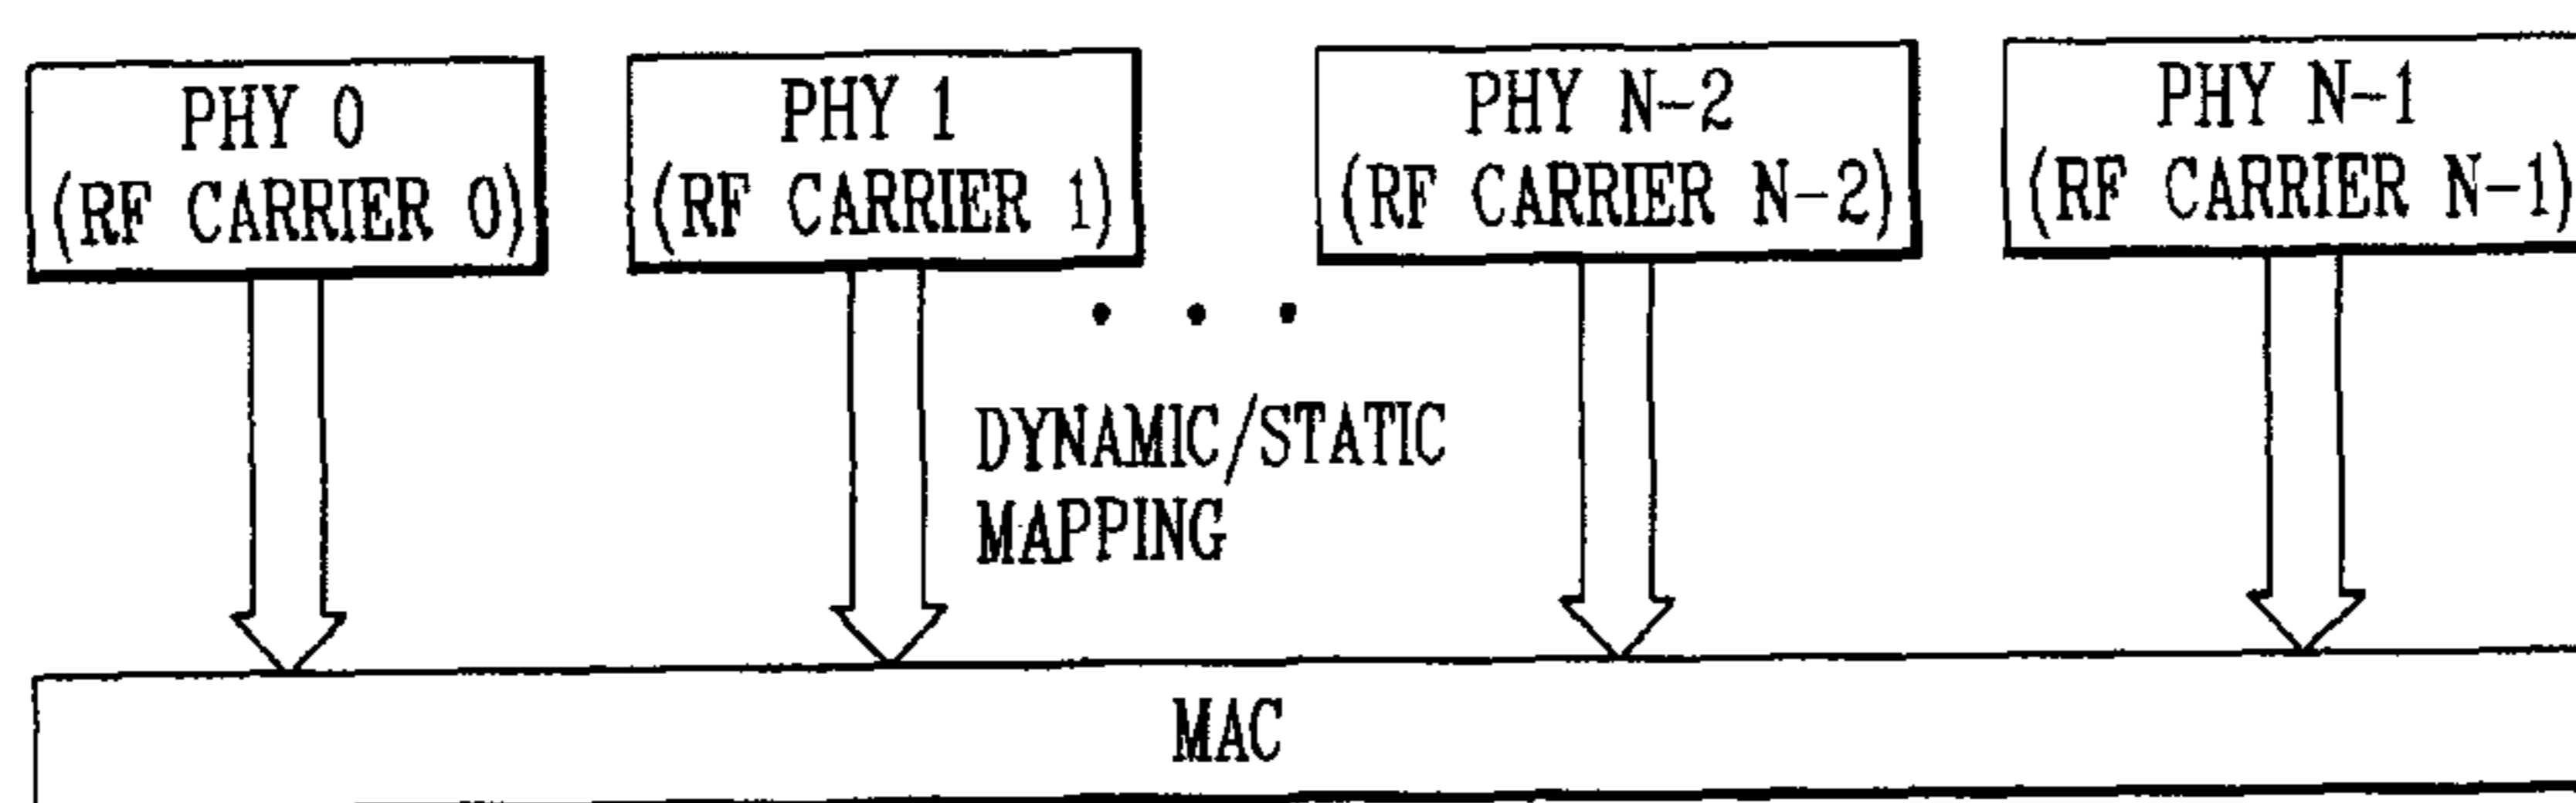 PHY 0
(RF CARRIER 0)
PHY 1
(RF CARRIER 1)
PHY N-2
(RF CARRIER N-2)
PHY N-1
(RF CARRIER N-1)
DYNAMIC/STATIC
MAPPING
MAC